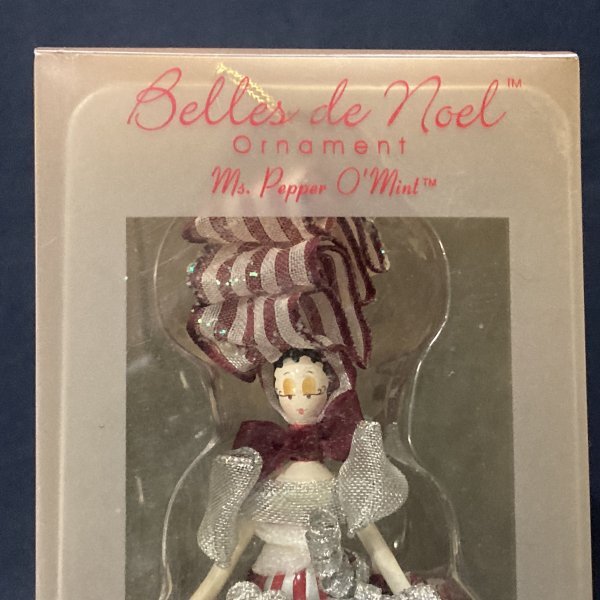 Belles de Noel™
Ornament
Ms. Pepper O'Mint™